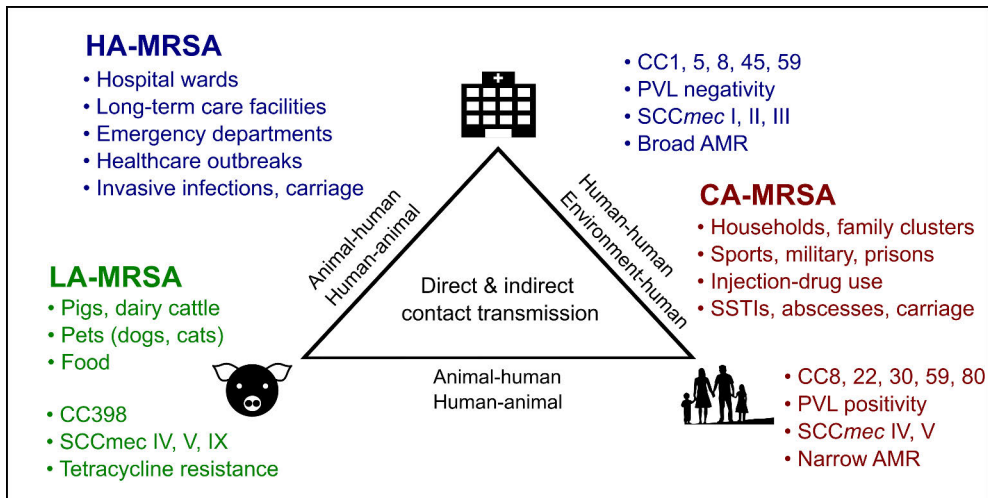 HA-MRSA
• Hospital wards
• Long-term care facilities
• Emergency departments
• Healthcare outbreaks
• Invasive infections, carriage
• CC1, 5, 8, 45, 59
• PVL negativity
• SCCmec I, II, III
• Broad AMR
Animal-human
Human-animal
Human-human
Environment-human
Direct & indirect
contact transmission
CA-MRSA
• Households, family clusters
• Sports, military, prisons
• Injection-drug use
• SSTIs, abscesses, carriage
LA-MRSA
• Pigs, dairy cattle
• Pets (dogs, cats)
• Food
• CC398
• SCCmec IV, V, IX
• Tetracycline resistance
Animal-human
Human-animal
• CC8, 22, 30, 59, 80
• PVL positivity
• SCCmec IV, V
• Narrow AMR